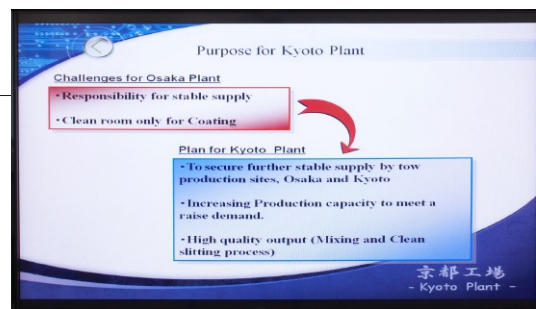 Purpose for Kyoto Plant
Challenges for Osaka Plant
・Responsibility for stable supply
・Clean room only for Coating
Plan for Kyoto Plant
・To secure further stable supply by tow
production sites, Osaka and Kyoto
・Increasing Production capacity to meet a
raise demand.
・High quality output (Mixing and Clean
slitting process)
京都工場
- Kyoto Plant -